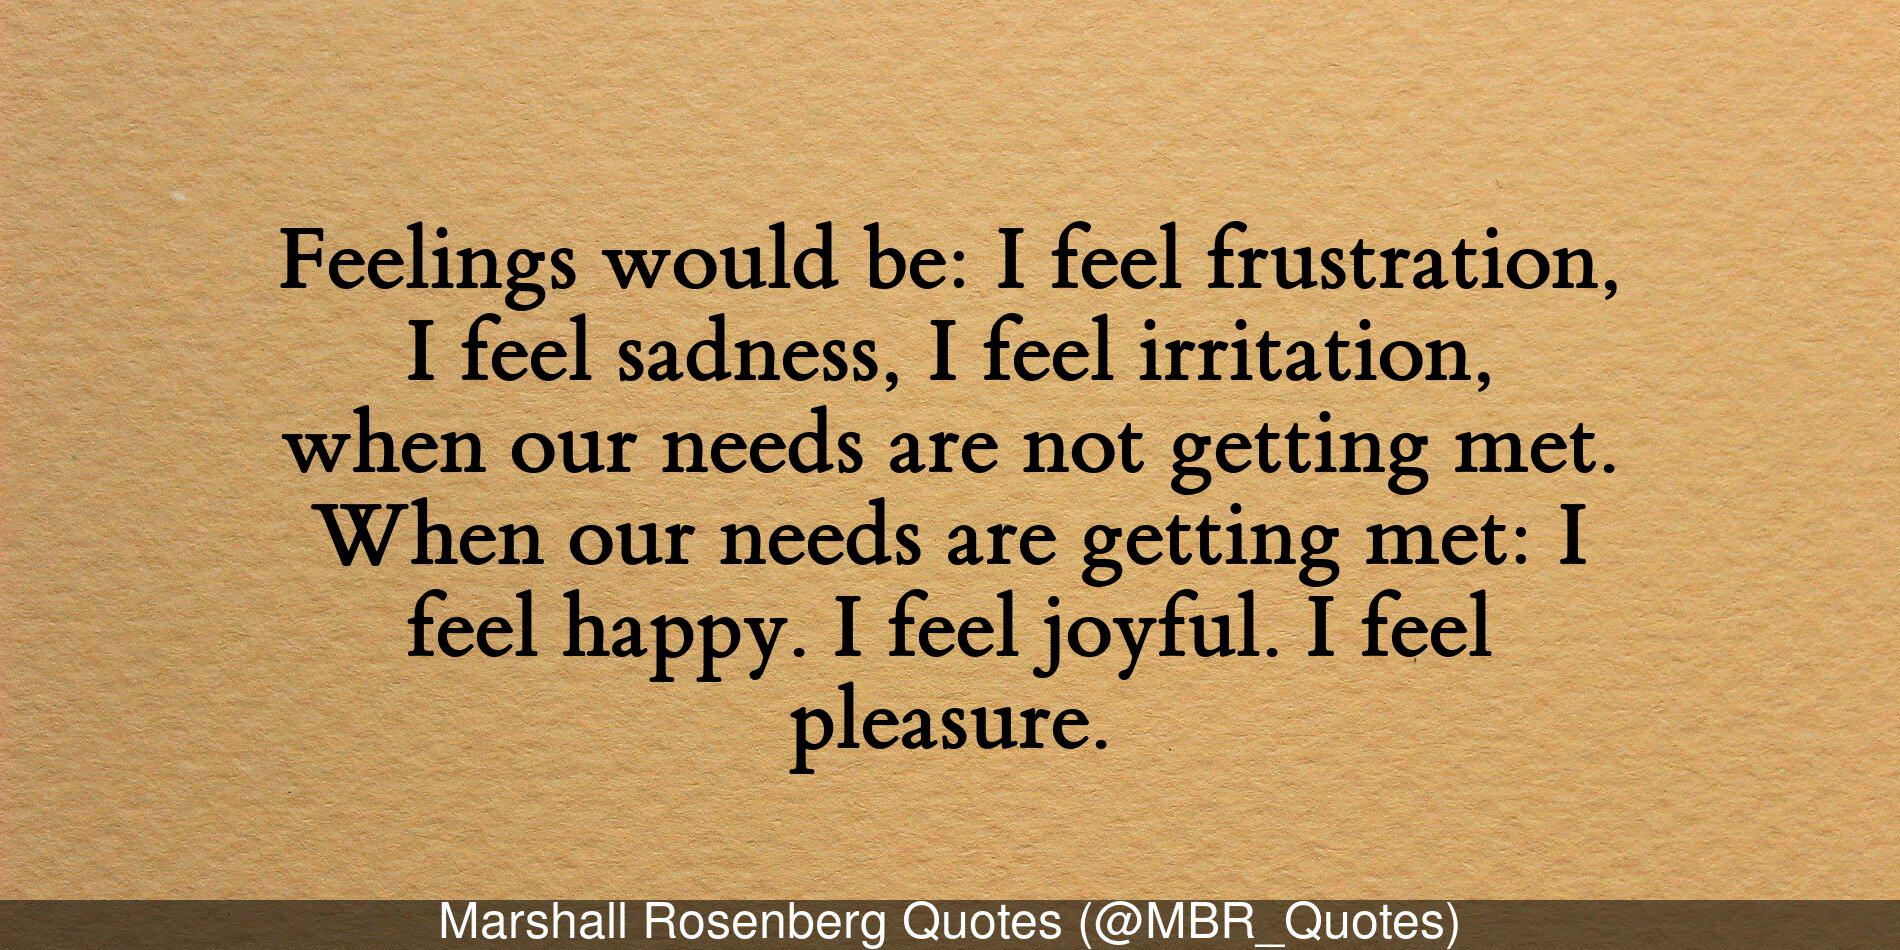 Feelings would be: I feel frustration,
I feel sadness, I feel irritation,
when our needs are not getting met.
When our needs are getting met: I
feel happy. I feel joyful. I feel
pleasure.
Marshall Rosenberg Quotes (@MBR_Quotes)